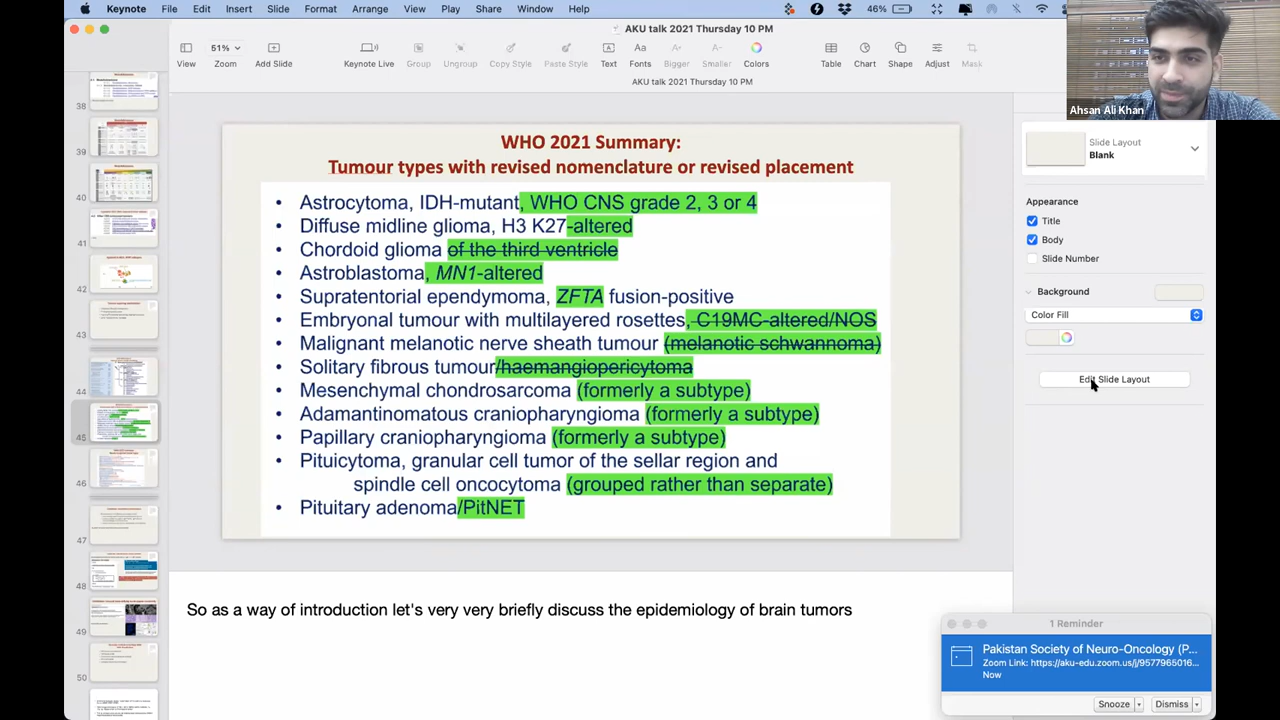 Keynote File Edit Insert Slide Format Arrange View Play Share Window Help 46%
AKU talk 2021 Thursday 10 PM
51%
View Zoom Add Slide Keynote Live Group Ungroup Copy Style Paste Style Text Fonts Bigger Smaller Colors Table Chart Shape Adjust Mask
AKU talk 2021 Thursday 10 PM
Ahsan Ali Khan
38
39
40
41
42
43
44
45
46
47
48
49
50
WHO 2021 Summary:
Tumour types with revised nomenclature or revised placement
• Astrocytoma, IDH-mutant, WHO CNS grade 2, 3 or 4
• Diffuse midline glioma, H3 K27-altered
• Chordoid glioma of the third ventricle
• Astroblastoma, MN1-altered
• Supratentorial ependymoma, ZFTA fusion-positive
• Embryonal tumour with multilayered rosettes, C19MC-altered/NOS
• Malignant melanotic nerve sheath tumour (melanotic schwannoma)
• Solitary fibrous tumour/haemangiopericytoma
• Mesenchymal chondrosarcoma (formerly a subtype)
• Adamantinomatous craniopharyngioma (formerly a subtype)
• Papillary craniopharyngioma (formerly a subtype)
• Pituicytoma, granular cell tumor of the sellar region and
spindle cell oncocytoma (grouped rather than separate)
• Pituitary adenoma/PitNET
So as a way of introduction let's very very briefly discuss the epidemiology of brain tumors
Slide Layout
Blank
Appearance
Title
Body
Slide Number
Background
Color Fill
Edit Slide Layout
1 Reminder
Pakistan Society of Neuro-Oncology (P...
Zoom Link: https://aku-edu.zoom.us/j/9577965016...
Now
Snooze Dismiss